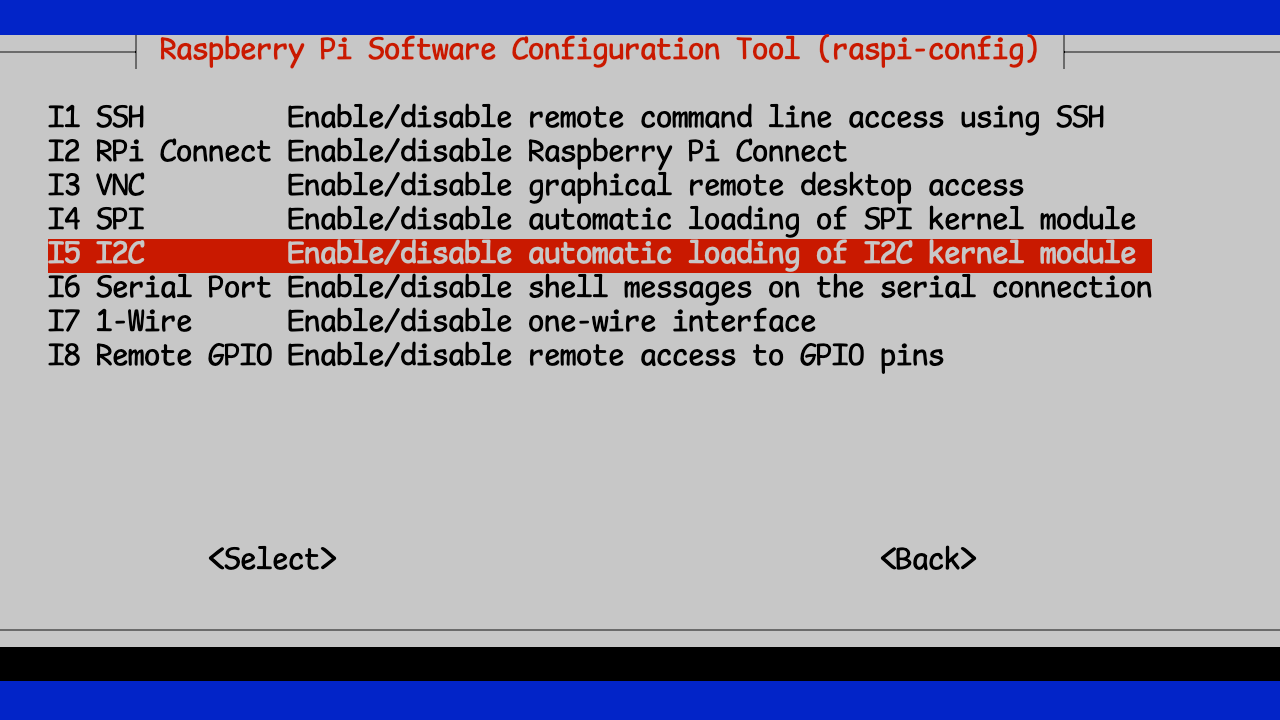 Raspberry Pi Software Configuration Tool (raspi-config)
I1 SSH Enable/disable remote command line access using SSH
I2 RPi Connect Enable/disable Raspberry Pi Connect
I3 VNC Enable/disable graphical remote desktop access
I4 SPI Enable/disable automatic loading of SPI kernel module
I5 I2C Enable/disable automatic loading of I2C kernel module
I6 Serial Port Enable/disable shell messages on the serial connection
I7 1-Wire Enable/disable one-wire interface
I8 Remote GPIO Enable/disable remote access to GPIO pins
<Select> <Back>